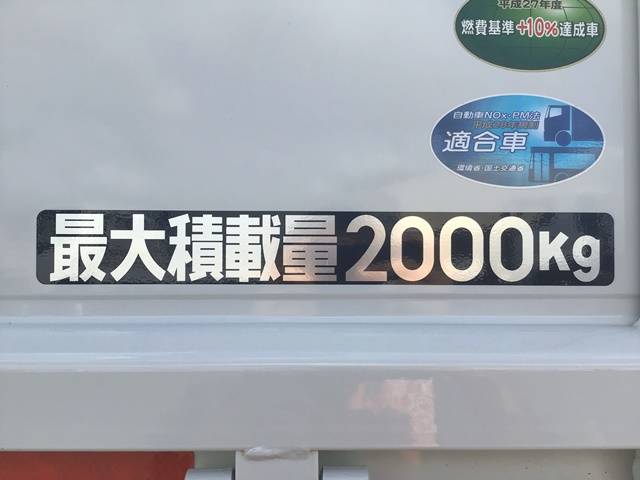 平成27年度
燃費基準+10%達成車
自動車NOx・PM法
適合車
環境省・国土交通省
最大積載量2000Kg